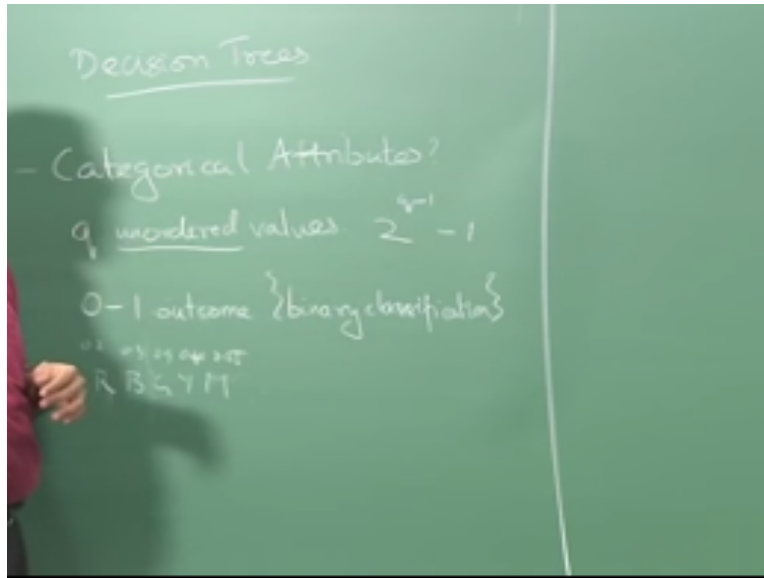 Decision Trees
- Categorical Attributes?
q unordered values. 2^{q-1} - 1
0-1 outcome {binary classification}
R B G Y M